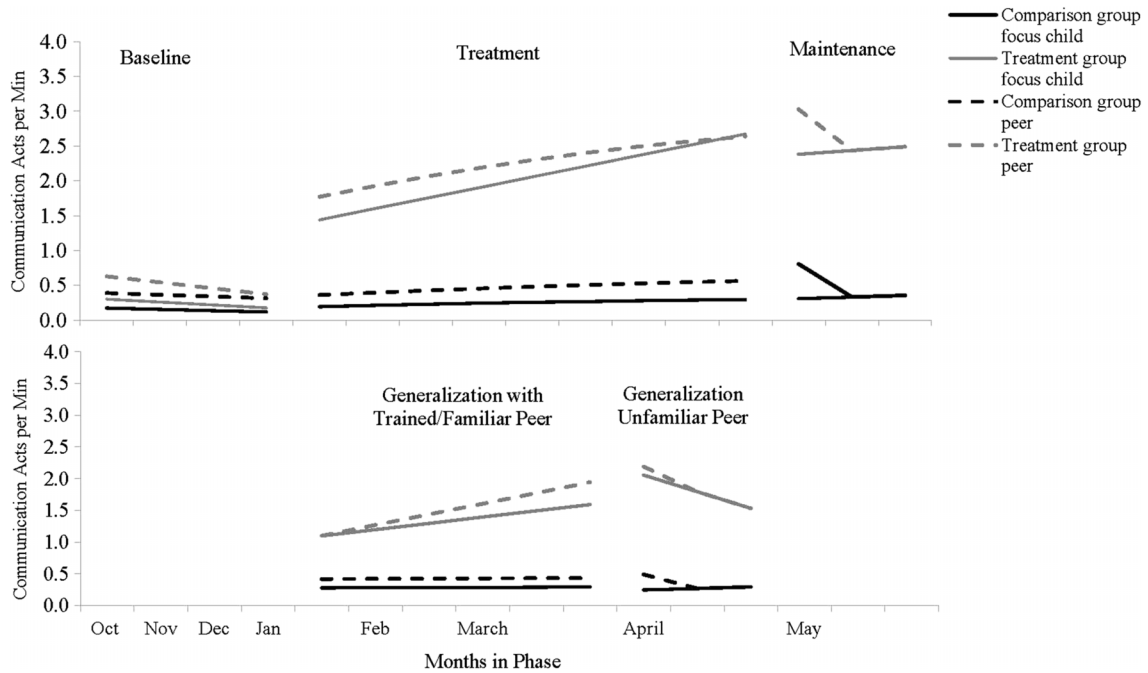 Comparison group
focus child
Treatment group
focus child
Comparison group
peer
Treatment group
peer
Baseline
Treatment
Maintenance
Communication Acts per Min
4.0
3.5
3.0
2.5
2.0
1.5
1.0
0.5
0.0
Generalization with
Trained/Familiar Peer
Generalization
Unfamiliar Peer
Communication Acts per Min
4.0
3.5
3.0
2.5
2.0
1.5
1.0
0.5
0.0
Oct Nov Dec Jan Feb March April May
Months in Phase